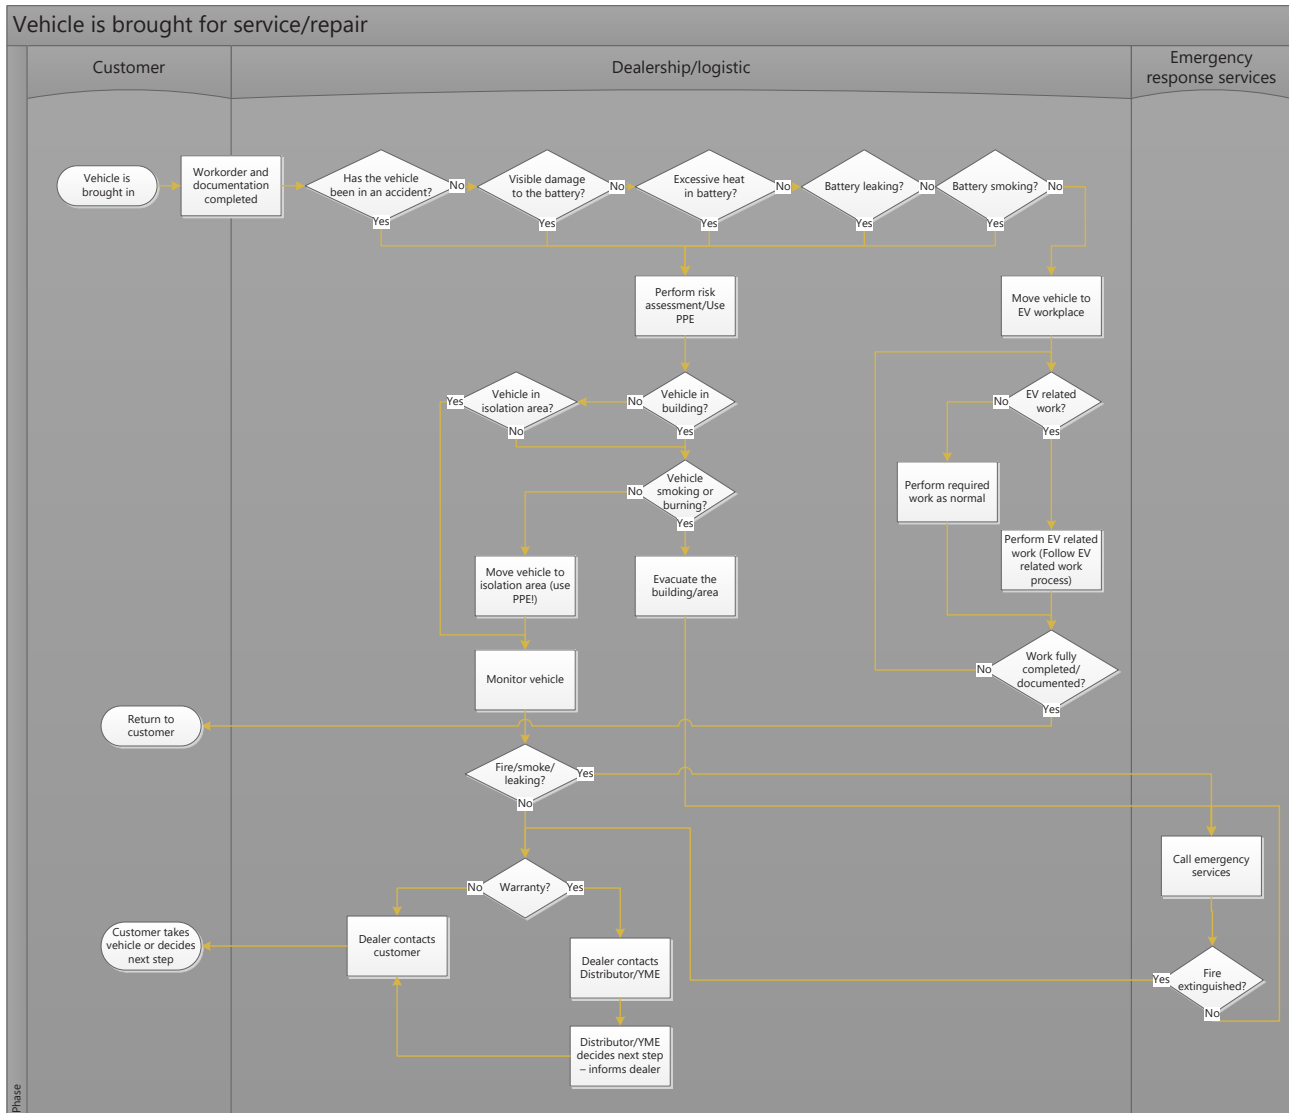 Vehicle is brought for service/repair
Customer
Dealership/logistic
Emergency
response services
Vehicle is
brought in
Workorder and
documentation
completed
Has the vehicle
been in an accident?
No
Yes
Visible damage
to the battery?
No
Yes
Excessive heat
in battery?
No
Yes
Battery leaking?
No
Yes
Battery smoking?
No
Yes
Perform risk
assessment/Use
PPE
Move vehicle to
EV workplace
Vehicle in
isolation area?
Yes
No
Vehicle in
building?
No
Yes
EV related
work?
No
Yes
Vehicle
smoking or
burning?
No
Yes
Perform required
work as normal
Perform EV related
work (Follow EV
related work
process)
Move vehicle to
isolation area (use
PPE!)
Evacuate the
building/area
Monitor vehicle
Work fully
completed/
documented?
No
Yes
Return to
customer
Fire/smoke/
leaking?
Yes
No
Call emergency
services
Warranty?
No
Yes
Customer takes
vehicle or decides
next step
Dealer contacts
customer
Dealer contacts
Distributor/YME
Fire
extinguished?
Yes
No
Distributor/YME
decides next step
– informs dealer
Phase